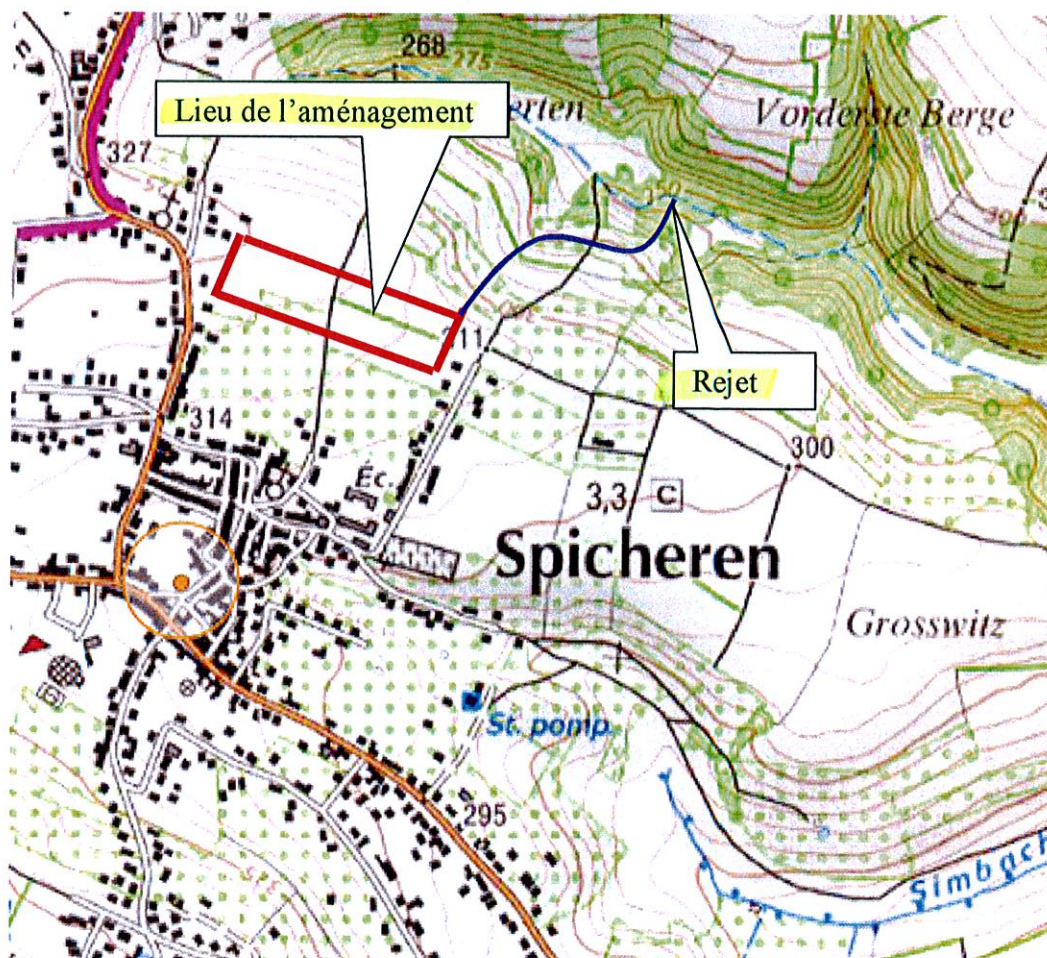 268
275
Lieu de l'aménagement
Vorderste Berge
327
Rejet
314
300
Éc.
3,3
C
Spicheren
Grosswitz
St. pomp.
295
Simbach